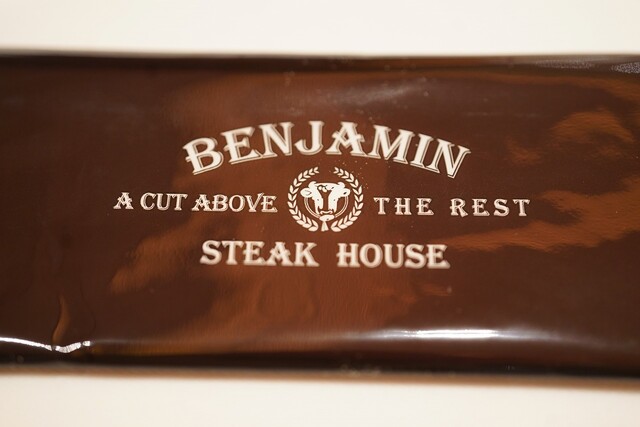 BENJAMIN
A CUT ABOVE THE REST
STEAK HOUSE